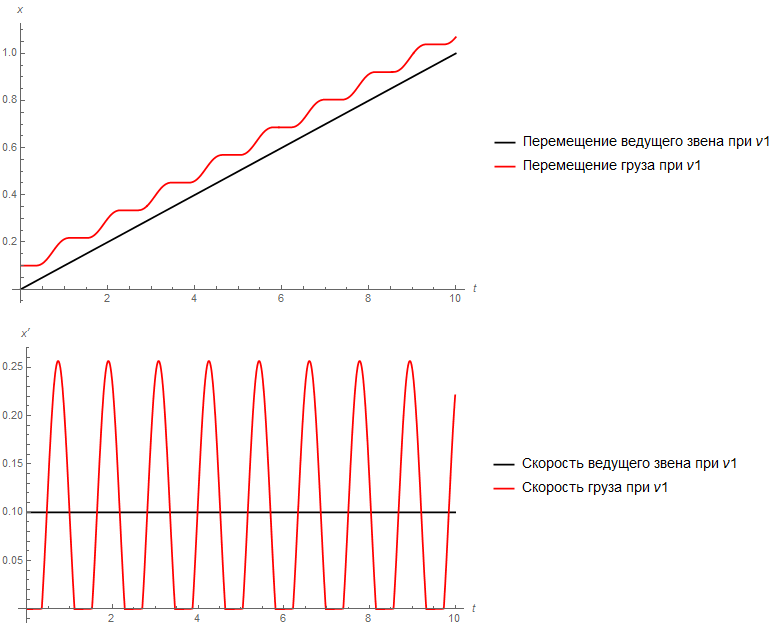 x
1.0
0.8
0.6
0.4
0.2
2 4 6 8 10 t
Перемещение ведущего звена при v1
Перемещение груза при v1
x′
0.25
0.20
0.15
0.10
0.05
2 4 6 8 10 t
Скорость ведущего звена при v1
Скорость груза при v1